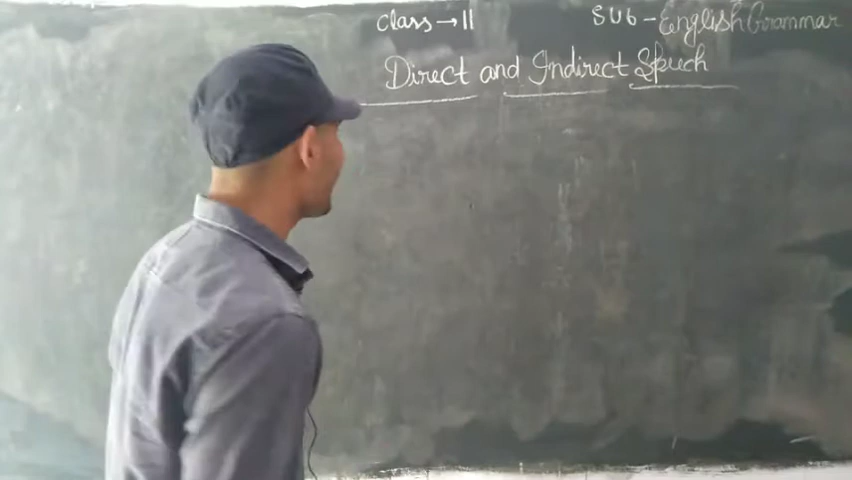 Class → 11 SUB - English Grammar
Direct and Indirect Speech